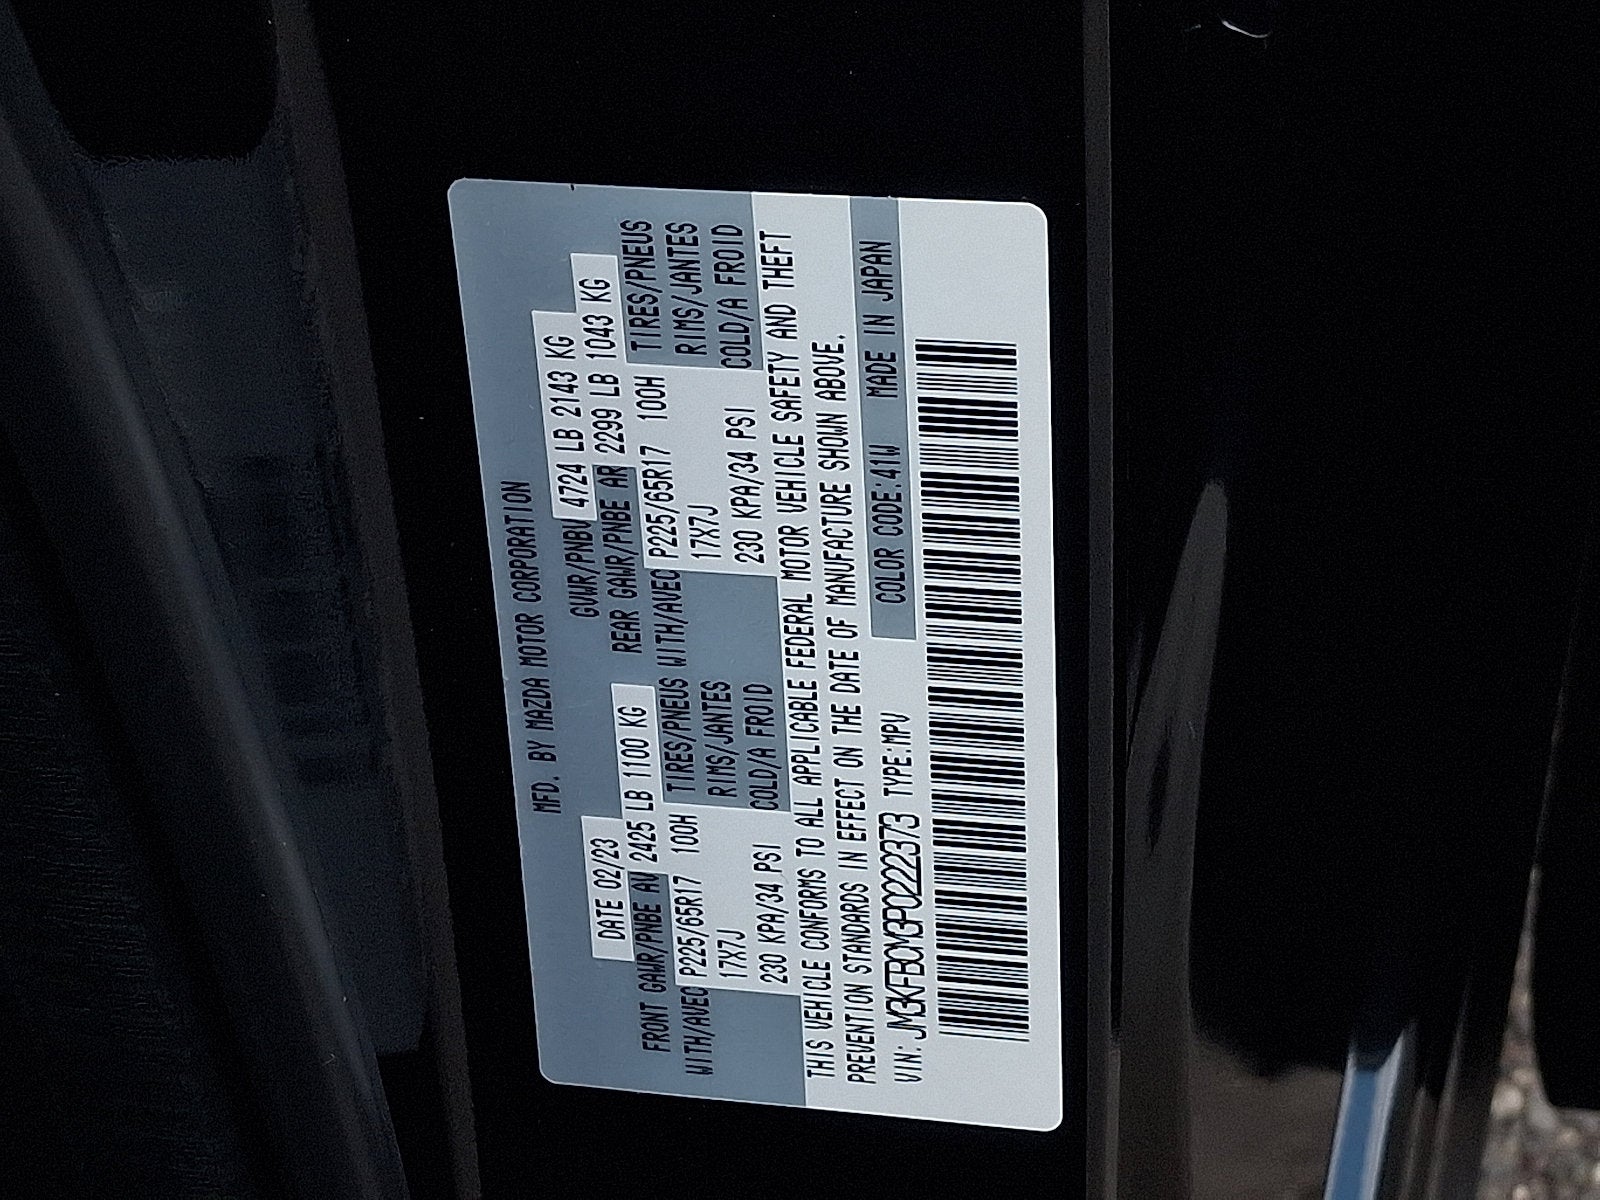 MFD. BY MAZDA MOTOR CORPORATION
DATE 02/23 GVWR/PNBV 4724 LB 2143 KG
FRONT GAWR/PNBE AV 2425 LB 1100 KG REAR GAWR/PNBE AR 2299 LB 1043 KG
WITH/AVEC P225/65R17 100H TIRES/PNEUS WITH/AVEC P225/65R17 100H TIRES/PNEUS
17X7J RIMS/JANTES 17X7J RIMS/JANTES
230 KPA/34 PSI COLD/A FROID 230 KPA/34 PSI COLD/A FROID
THIS VEHICLE CONFORMS TO ALL APPLICABLE FEDERAL MOTOR VEHICLE SAFETY AND THEFT
PREVENTION STANDARDS IN EFFECT ON THE DATE OF MANUFACTURE SHOWN ABOVE.
VIN: JM3KFBCM3P0222373 TYPE:MPV COLOR CODE:41W MADE IN JAPAN